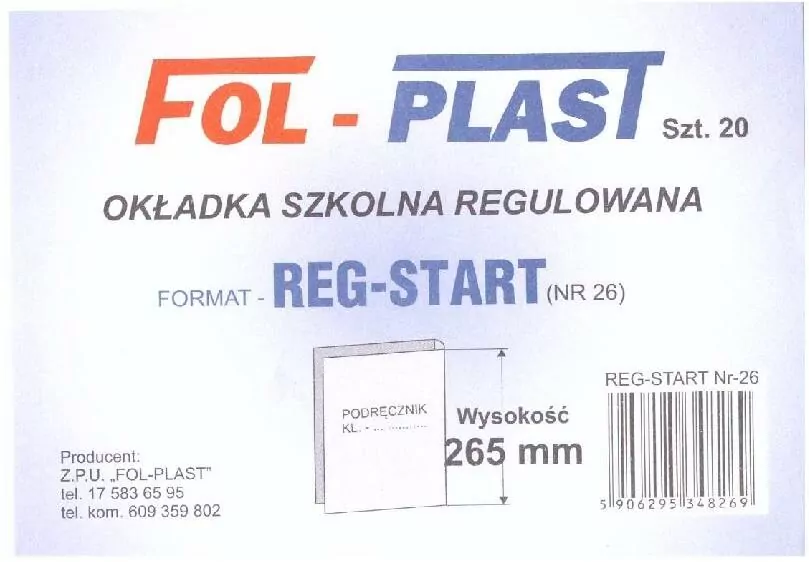 FOL - PLAST Szt. 20
OKŁADKA SZKOLNA REGULOWANA
FORMAT - REG-START (NR 26)
PODRĘCZNIK
KL. - ... ............
Wysokość
265 mm
REG-START Nr-26
5 906295 348269
Producent:
Z.P.U. „FOL-PLAST”
tel. 17 583 65 95
tel. kom. 609 359 802